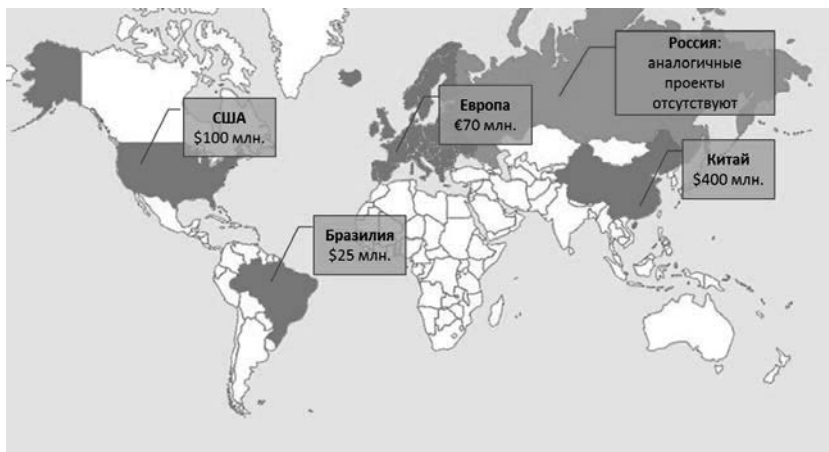 Россия:
аналогичные
проекты
отсутствуют
США
$100 млн.
Европа
€70 млн.
Китай
$400 млн.
Бразилия
$25 млн.